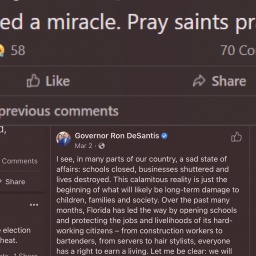 ed a miracle. Pray saints pr
58
70 Co
Like
Share
previous comments
Comments
Share
election
heat.
Governor Ron DeSantis
Mar 2 ·
I see, in many parts of our country, a sad state of
affairs: schools closed, businesses shuttered and
lives destroyed. This calamitous reality is just the
beginning of what will likely be long-term damage to
children, families and society. Over the past many
months, Florida has led the way by opening schools
and protecting the jobs and livelihoods of its hard-
working citizens – from construction workers to
bartenders, from servers to hair stylists, everyone
has a right to earn a living. Let me be clear: we will